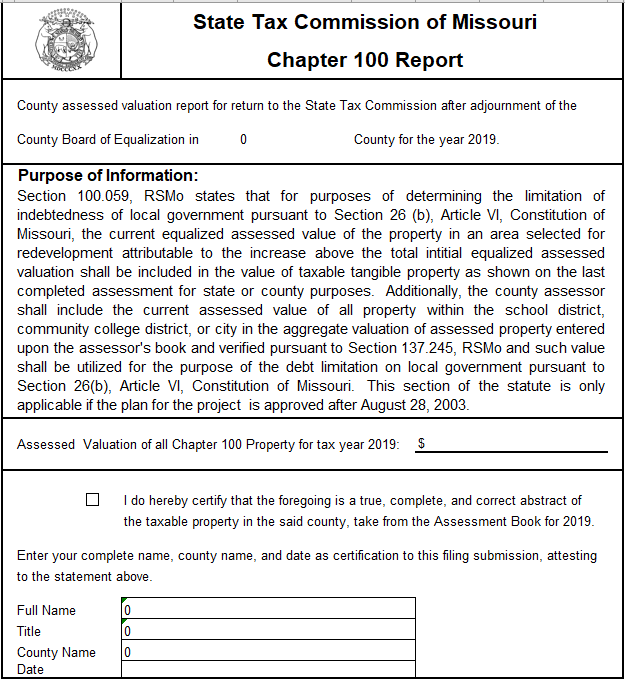 State Tax Commission of Missouri
Chapter 100 Report
County assessed valuation report for return to the State Tax Commission after adjournment of the
County Board of Equalization in 0 County for the year 2019.
Purpose of Information:
Section 100.059, RSMo states that for purposes of determining the limitation of
indebtedness of local government pursuant to Section 26 (b), Article VI, Constitution of
Missouri, the current equalized assessed value of the property in an area selected for
redevelopment attributable to the increase above the total intitial equalized assessed
valuation shall be included in the value of taxable tangible property as shown on the last
completed assessment for state or county purposes. Additionally, the county assessor
shall include the current assessed value of all property within the school district,
community college district, or city in the aggregate valuation of assessed property entered
upon the assessor's book and verified pursuant to Section 137.245, RSMo and such value
shall be utilized for the purpose of the debt limitation on local government pursuant to
Section 26(b), Article VI, Constitution of Missouri. This section of the statute is only
applicable if the plan for the project is approved after August 28, 2003.
Assessed Valuation of all Chapter 100 Property for tax year 2019: $
I do hereby certify that the foregoing is a true, complete, and correct abstract of
the taxable property in the said county, take from the Assessment Book for 2019.
Enter your complete name, county name, and date as certification to this filing submission, attesting
to the statement above.
Full Name 0
Title 0
County Name 0
Date